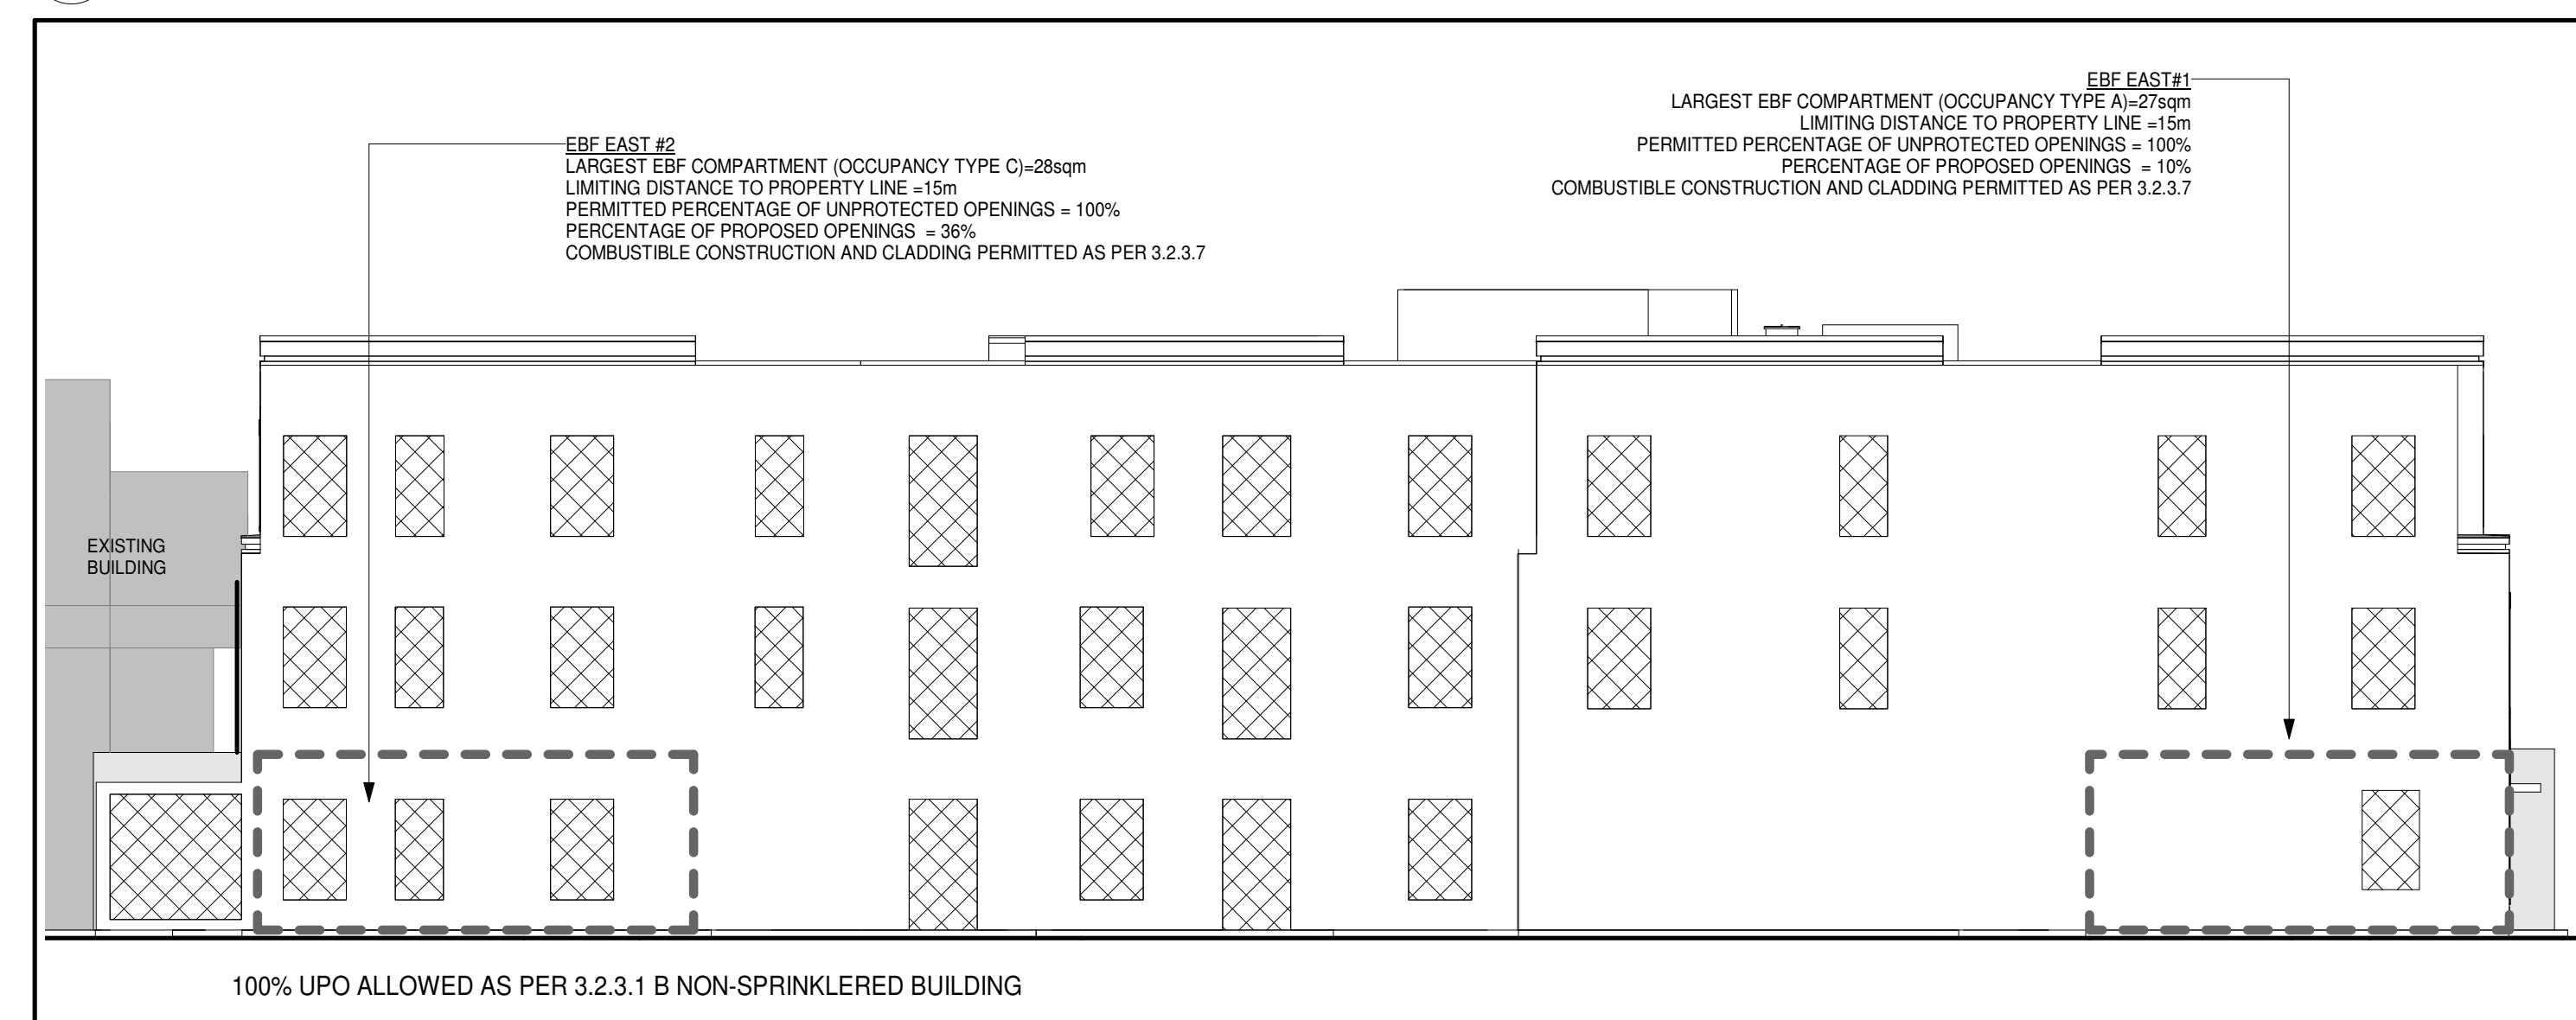 EBF EAST#1
LARGEST EBF COMPARTMENT (OCCUPANCY TYPE A)=27sqm
LIMITING DISTANCE TO PROPERTY LINE =15m
PERMITTED PERCENTAGE OF UNPROTECTED OPENINGS = 100%
PERCENTAGE OF PROPOSED OPENINGS = 10%
COMBUSTIBLE CONSTRUCTION AND CLADDING PERMITTED AS PER 3.2.3.7
EBF EAST #2
LARGEST EBF COMPARTMENT (OCCUPANCY TYPE C)=28sqm
LIMITING DISTANCE TO PROPERTY LINE =15m
PERMITTED PERCENTAGE OF UNPROTECTED OPENINGS = 100%
PERCENTAGE OF PROPOSED OPENINGS = 36%
COMBUSTIBLE CONSTRUCTION AND CLADDING PERMITTED AS PER 3.2.3.7
EXISTING
BUILDING
100% UPO ALLOWED AS PER 3.2.3.1 B NON-SPRINKLERED BUILDING